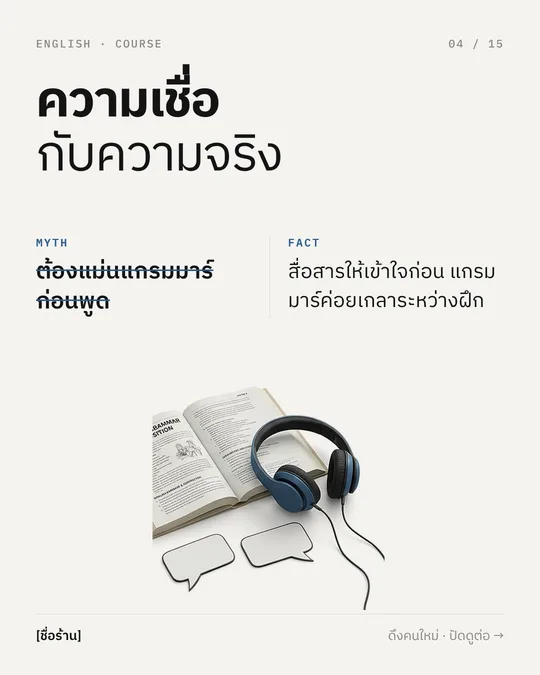 ENGLISH · COURSE
04 / 15
ความเชื่อ
กับความจริง
MYTH
ต้องแม่นแกรมมาร์
ก่อนพูด
FACT
สื่อสารให้เข้าใจก่อน แกรม
มาร์ค่อยเกลาระหว่างฝึก
[ชื่อร้าน]
ดึงคนใหม่ · ปัดดูต่อ →